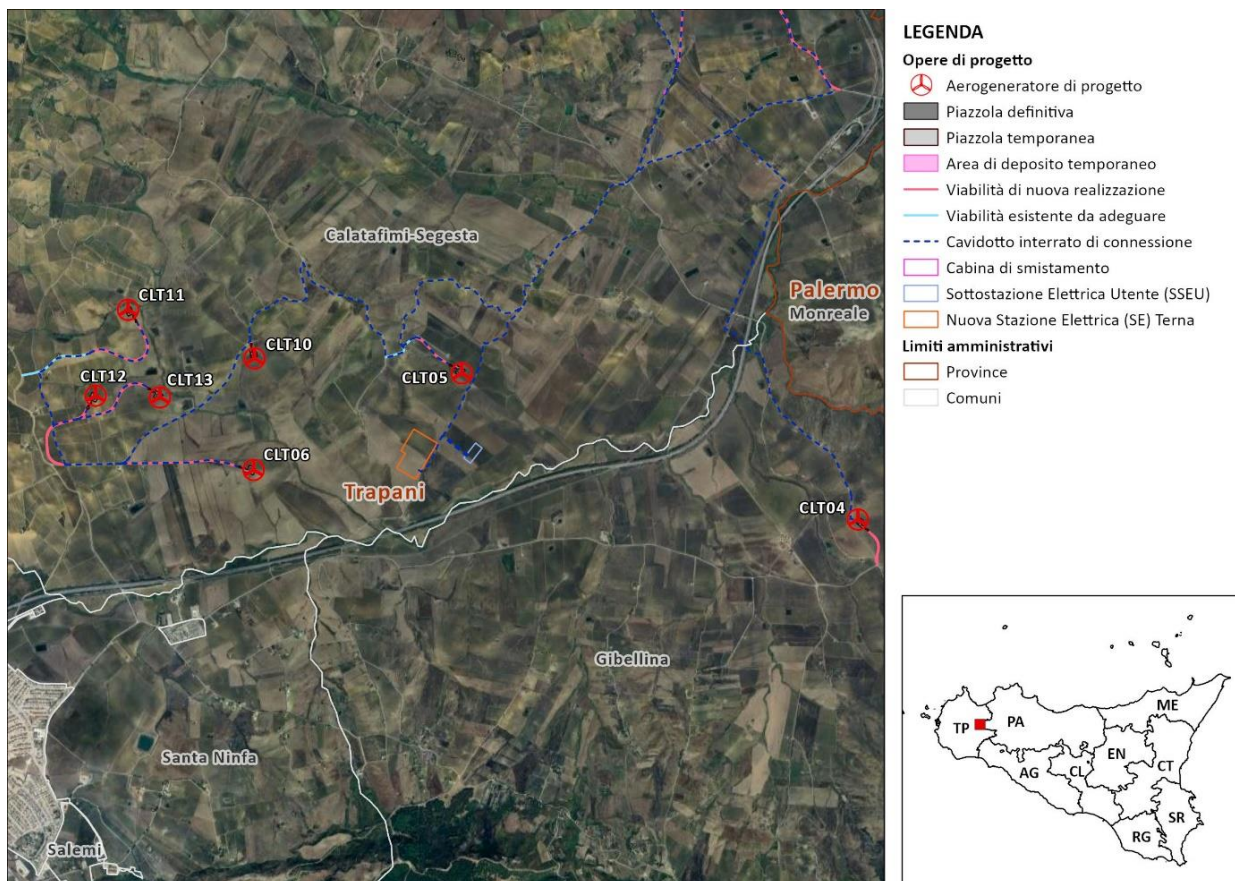 CLT11
CLT12
CLT13
CLT10
CLT06
CLT05
CLT04
Calatafimi-Segesta
Palermo
Monreale
Trapani
Gibellina
Santa Ninfa
Salemi
LEGENDA
Opere di progetto
Aerogeneratore di progetto
Piazzola definitiva
Piazzola temporanea
Area di deposito temporaneo
Viabilità di nuova realizzazione
Viabilità esistente da adeguare
Cavidotto interrato di connessione
Cabina di smistamento
Sottostazione Elettrica Utente (SSEU)
Nuova Stazione Elettrica (SE) Terna
Limiti amministrativi
Province
Comuni
TP
PA
ME
EN
CT
AG
CL
SR
RG